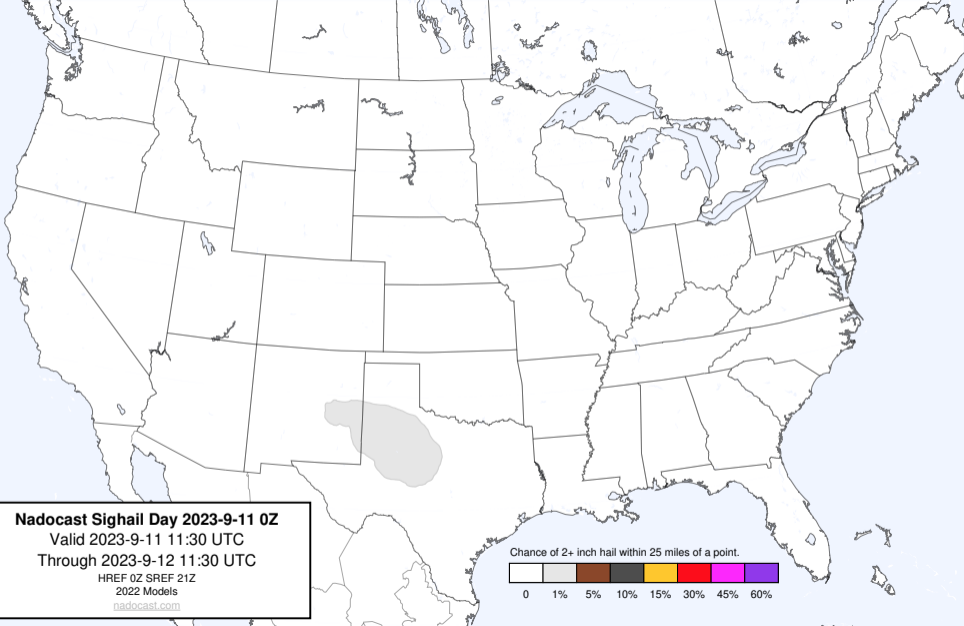 Nadocast Sighail Day 2023-9-11 0Z
Valid 2023-9-11 11:30 UTC
Through 2023-9-12 11:30 UTC
HREF 0Z SREF 21Z
2022 Models
nadocast.com
Chance of 2+ inch hail within 25 miles of a point.
0 1% 5% 10% 15% 30% 45% 60%